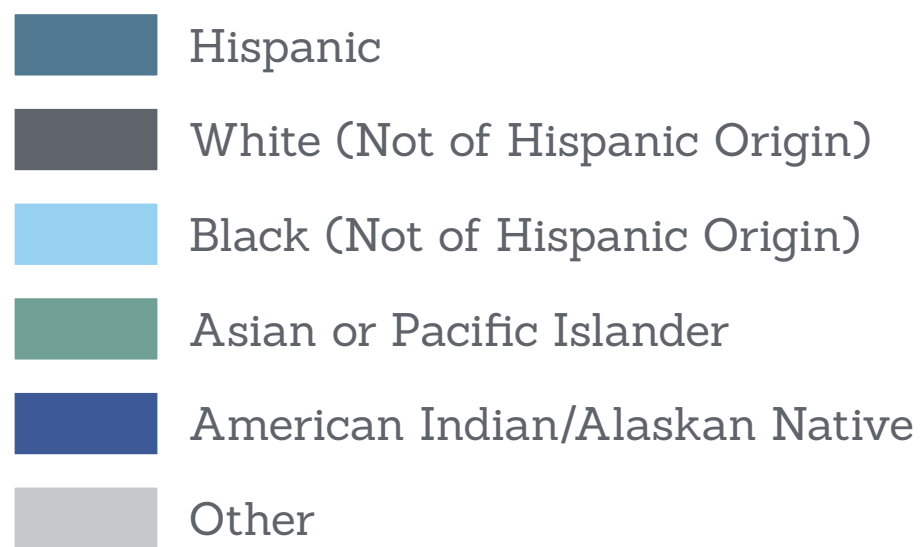 Hispanic
White (Not of Hispanic Origin)
Black (Not of Hispanic Origin)
Asian or Pacific Islander
American Indian/Alaskan Native
Other